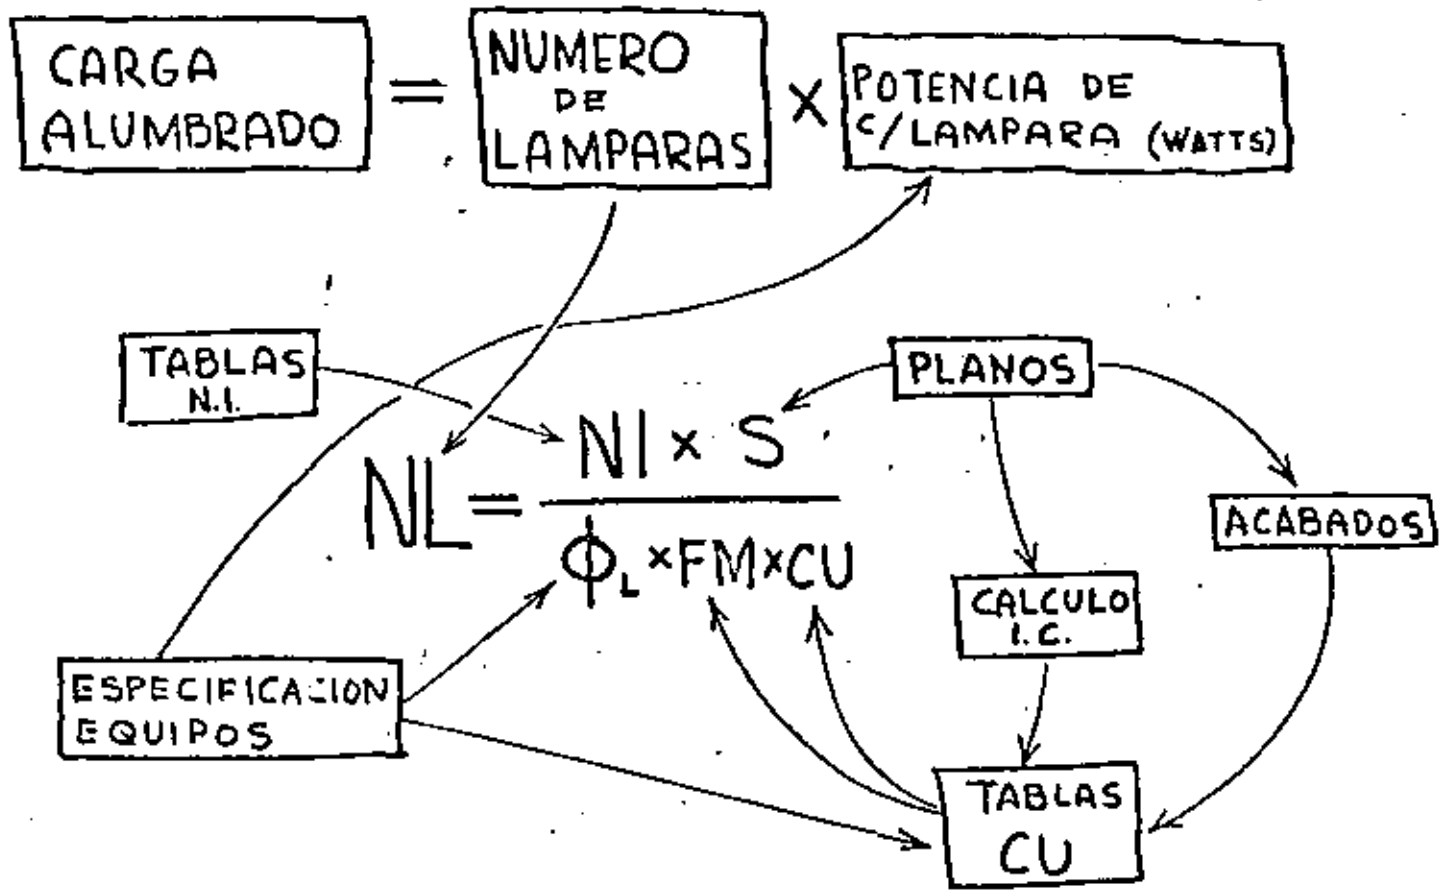 CARGA
ALUMBRADO
=
NUMERO
DE
LAMPARAS
X
POTENCIA DE
C/LAMPARA (WATTS)
TABLAS
N.I.
PLANOS
NL = NI x S
ΦL x FM x CU
ACABADOS
CALCULO
I.C.
ESPECIFICACION
EQUIPOS
TABLAS
CU